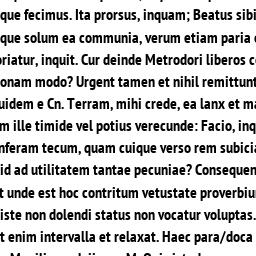 que fecimus. Ita prorsus, inquam; Beatus sibi
que solum ea communia, verum etiam paria
oriatur, inquit. Cur deinde Metrodori liberos c
onam modo? Urgent tamen et nihil remittunt
uidem e Cn. Terram, mihi crede, ea lanx et ma
m ille timide vel potius verecunde: Facio, inq
nferam tecum, quam cuique verso rem subicia
id ad utilitatem tantae pecuniae? Consequen
t unde est hoc contritum vetustate proverbiu
iste non dolendi status non vocatur voluptas.
t enim intervalla et relaxat. Haec para/doca